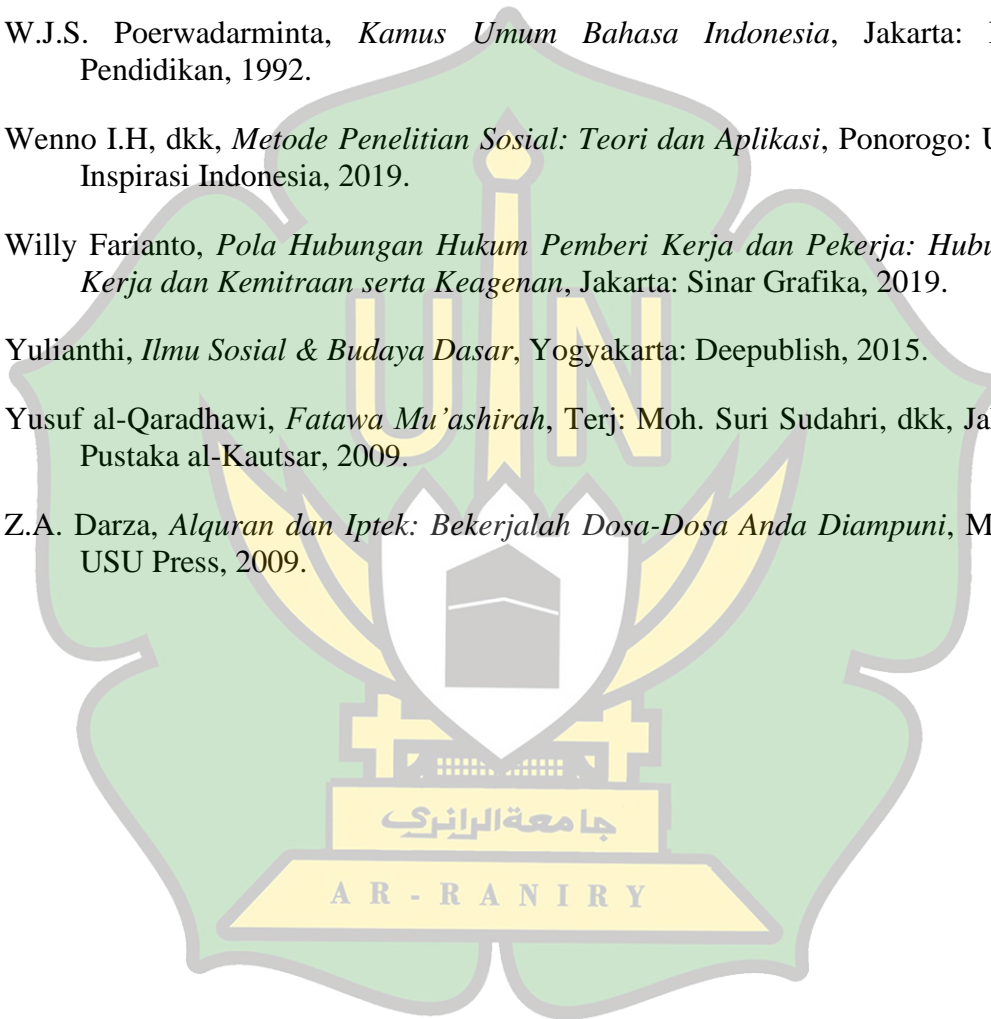 W.J.S. Poerwadarminta, Kamus Umum Bahasa Indonesia, Jakarta:
Pendidikan, 1992.
Wenno I.H, dkk, Metode Penelitian Sosial: Teori dan Aplikasi, Ponorogo:
Inspirasi Indonesia, 2019.
Willy Farianto, Pola Hubungan Hukum Pemberi Kerja dan Pekerja:
Kerja dan Kemitraan serta Keagenan, Jakarta: Sinar Grafika, 2019.
Yulianthi, Ilmu Sosial & Budaya Dasar, Yogyakarta: Deepublish, 2015.
Yusuf al-Qaradhawi, Fatawa Mu’ashirah, Terj: Moh. Suri Sudahri, dkk,
Pustaka al-Kautsar, 2009.
Z.A. Darza, Alquran dan Iptek: Bekerjalah Dosa-Dosa Anda Diampuni,
USU Press, 2009.
UIN
جامعةالرانري
AR-RANIRY